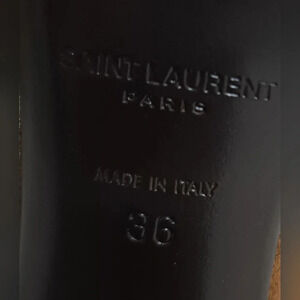 SAINT LAURENT
PARIS
MADE IN ITALY
36